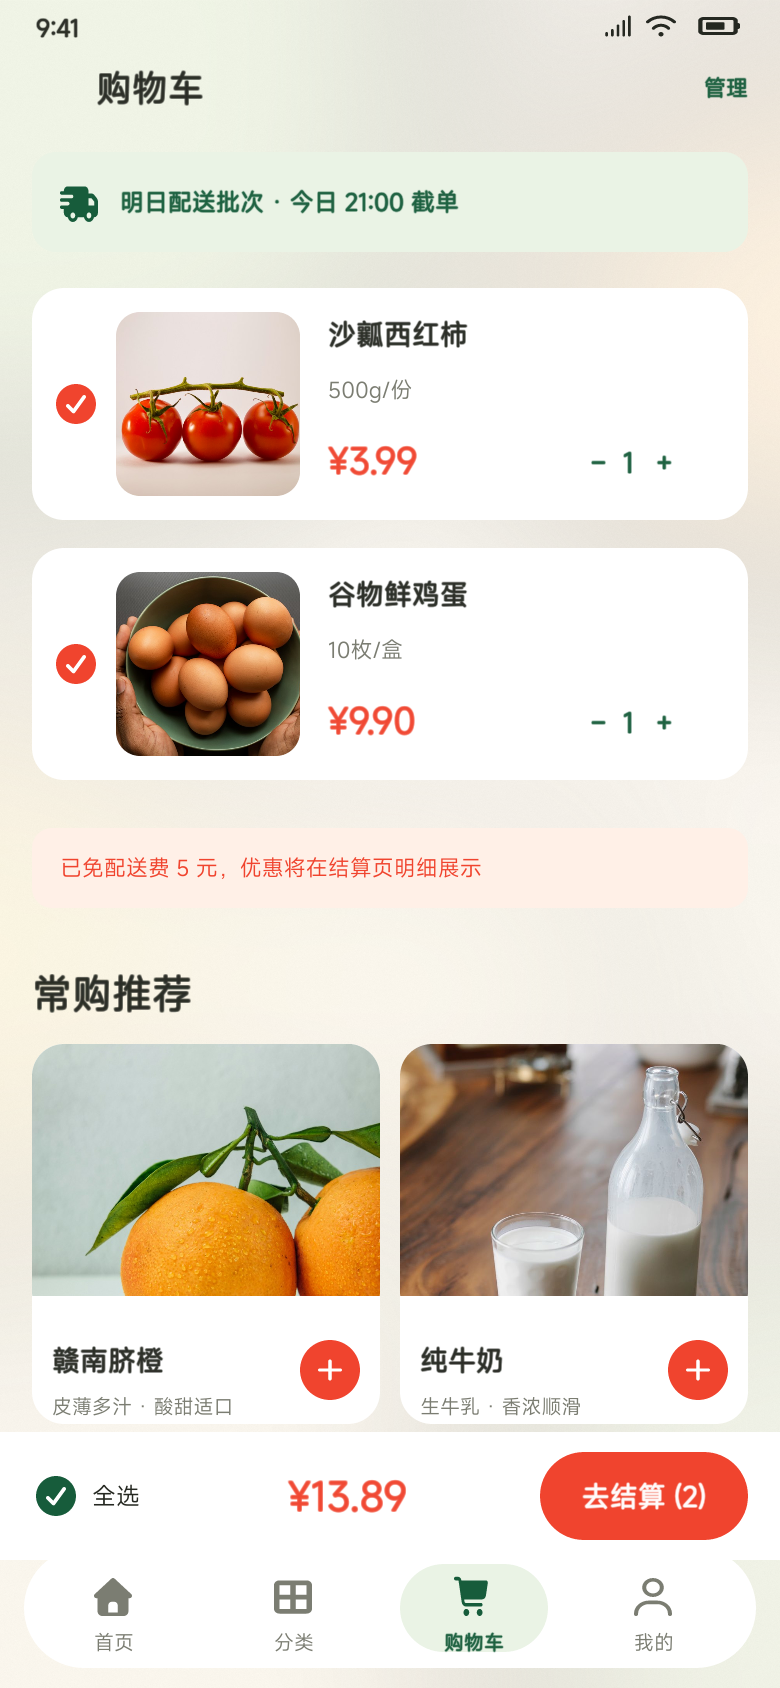 9:41
购物车
管理
明日配送批次 · 今日 21:00 截单
沙瓤西红柿
500g/份
¥3.99
− 1 +
谷物鲜鸡蛋
10枚/盒
¥9.90
− 1 +
已免配送费 5 元，优惠将在结算页明细展示
常购推荐
赣南脐橙
皮薄多汁 · 酸甜适口
纯牛奶
生牛乳 · 香浓顺滑
全选
¥13.89
去结算 (2)
首页
分类
购物车
我的